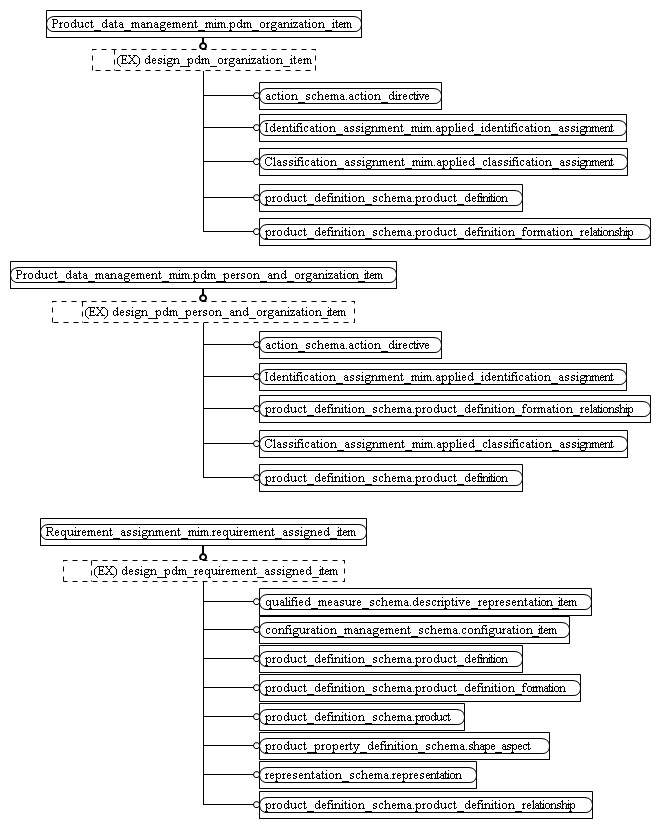 Product_data_management_mim.pdm_organization_item
(EX) design_pdm_organization_item
action_schema.action_directive
Identification_assignment_mim.applied_identification_assignment
Classification_assignment_mim.applied_classification_assignment
product_definition_schema.product_definition
product_definition_schema.product_definition_formation_relationship
Product_data_management_mim.pdm_person_and_organization_item
(EX) design_pdm_person_and_organization_item
action_schema.action_directive
Identification_assignment_mim.applied_identification_assignment
product_definition_schema.product_definition_formation_relationship
Classification_assignment_mim.applied_classification_assignment
product_definition_schema.product_definition
Requirement_assignment_mim.requirement_assigned_item
(EX) design_pdm_requirement_assigned_item
qualified_measure_schema.descriptive_representation_item
configuration_management_schema.configuration_item
product_definition_schema.product_definition
product_definition_schema.product_definition_formation
product_definition_schema.product
product_property_definition_schema.shape_aspect
representation_schema.representation
product_definition_schema.product_definition_relationship